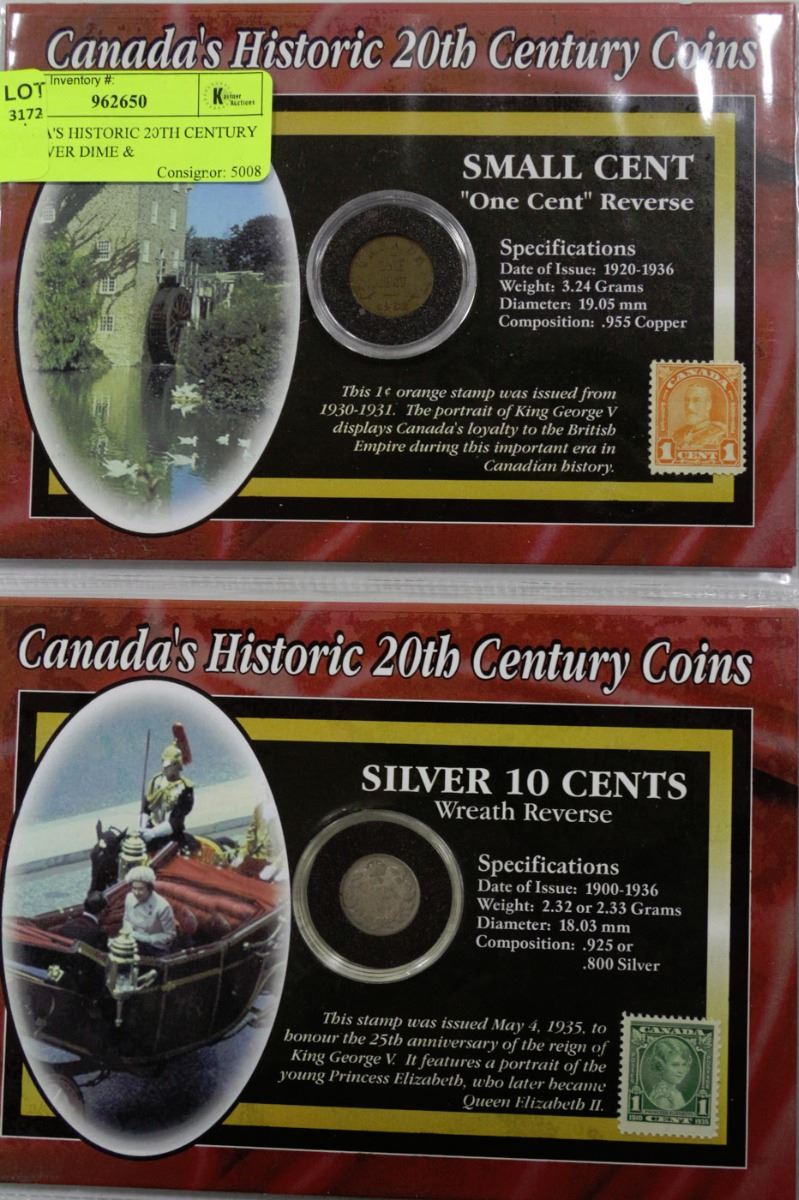 Canada's Historic 20th Century Coins
LOT
3172
Inventory #:
962650
Kastner
Auctions
A'S HISTORIC 20TH CENTURY
VER DIME &
Consignor: 5008
SMALL CENT
"One Cent" Reverse
Specifications
Date of Issue: 1920-1936
Weight: 3.24 Grams
Diameter: 19.05 mm
Composition: .955 Copper
This 1¢ orange stamp was issued from
1930-1931. The portrait of King George V
displays Canada's loyalty to the British
Empire during this important era in
Canadian history.
CANADA
1 CENT 1
Canada's Historic 20th Century Coins
SILVER 10 CENTS
Wreath Reverse
Specifications
Date of Issue: 1900-1936
Weight: 2.32 or 2.33 Grams
Diameter: 18.03 mm
Composition: .925 or
.800 Silver
This stamp was issued May 4, 1935, to
honour the 25th anniversary of the reign of
King George V. It features a portrait of the
young Princess Elizabeth, who later became
Queen Elizabeth II.
CANADA
1 1
1910 1935